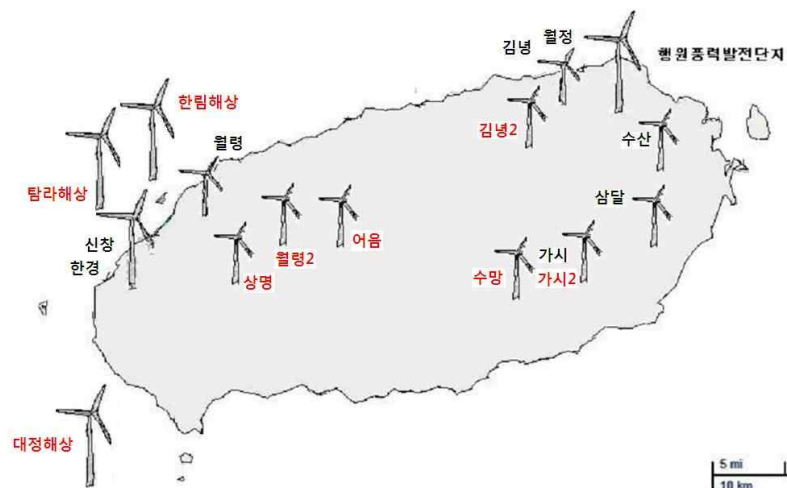 월정
김녕
행원풍력발전단지
한림해상
김녕2
수산
월령
탐라해상
삼달
어음
신창
한경
월령2
가시
수망
가시2
상명
대정해상
5 mi
10 km